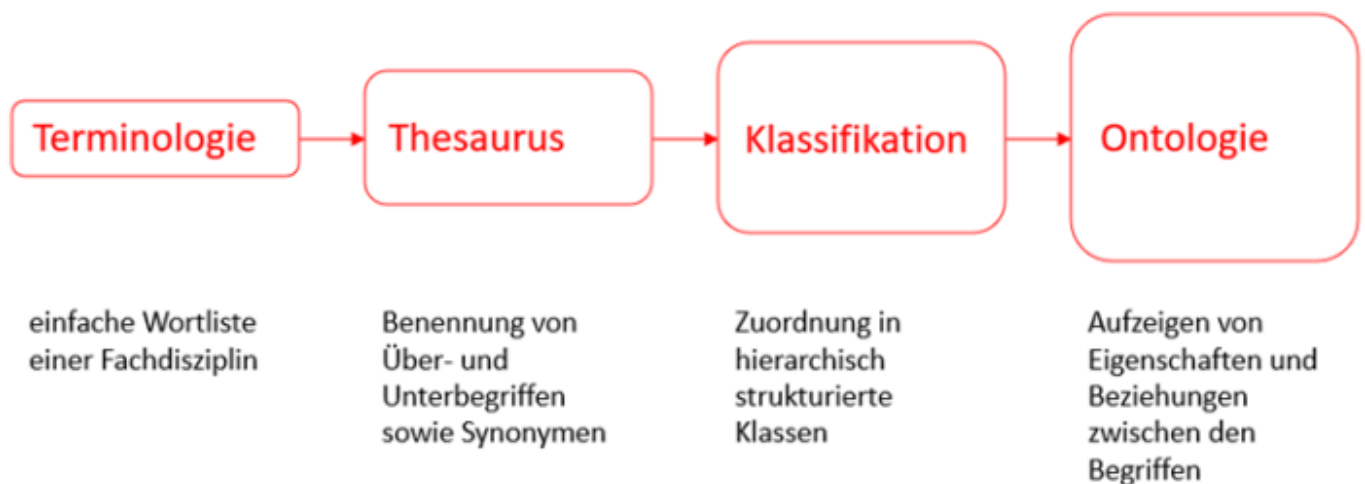 Terminologie
Thesaurus
Klassifikation
Ontologie
einfache Wortliste
einer Fachdisziplin
Benennung von
Über- und
Unterbegriffen
sowie Synonymen
Zuordnung in
hierarchisch
strukturierte
Klassen
Aufzeigen von
Eigenschaften und
Beziehungen
zwischen den
Begriffen